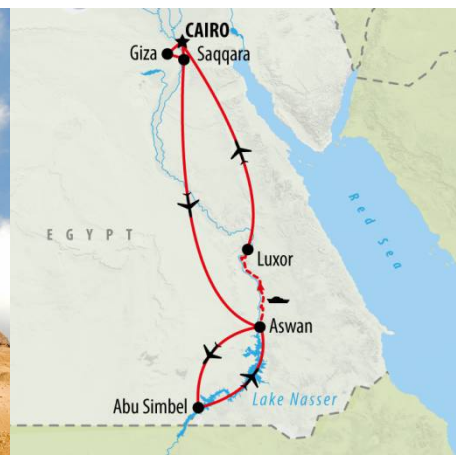 CAIRO
Giza
Saqqara
Red Sea
EGYPT
Luxor
Aswan
Lake Nasser
Abu Simbel